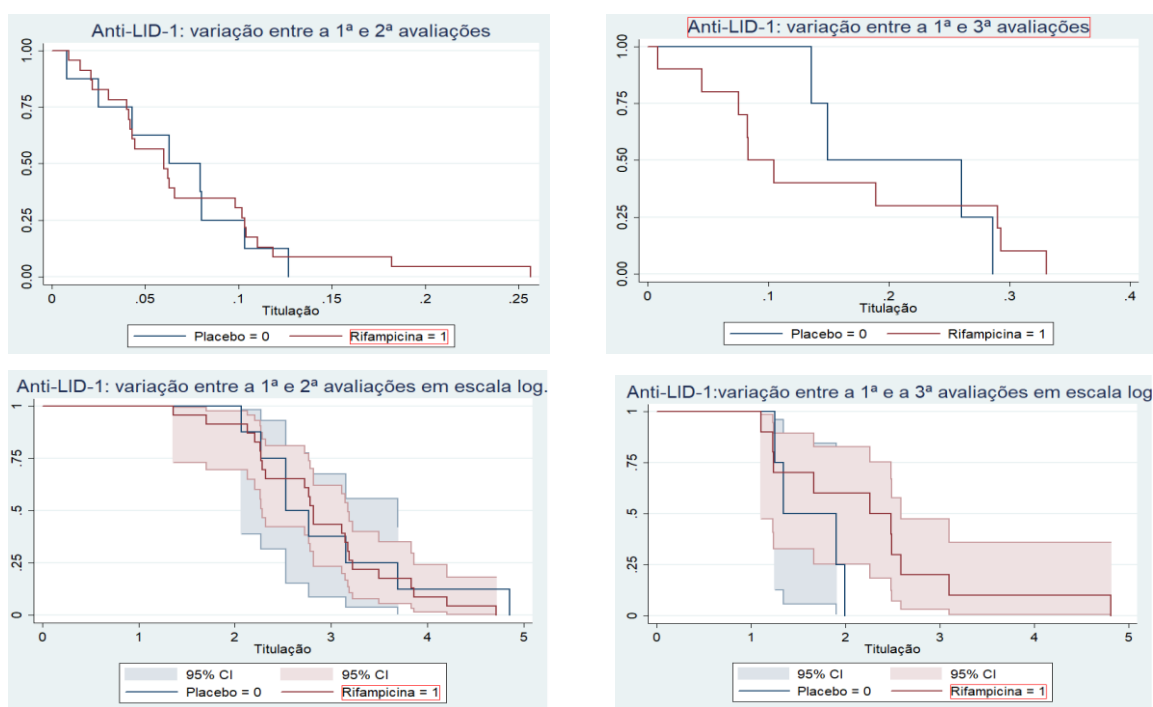 Anti-LID-1: variação entre a 1ª e 2ª avaliações
1.00
0.75
0.50
0.25
0.00
0 .05 .1 .15 .2 .25
Titulação
Placebo = 0 Rifampicina = 1
Anti-LID-1: variação entre a 1ª e 3ª avaliações
1.00
0.75
0.50
0.25
0.00
0 .1 .2 .3 .4
Titulação
Placebo = 0 Rifampicina = 1
Anti-LID-1: variação entre a 1ª e 2ª avaliações em escala log.
1
.75
.5
.25
0
0 1 2 3 4 5
Titulação
95% CI 95% CI
Placebo = 0 Rifampicina = 1
Anti-LID-1:variação entre a 1ª e a 3ª avaliações em escala log
1
.75
.5
.25
0
0 1 2 3 4 5
Titulação
95% CI 95% CI
Placebo = 0 Rifampicina = 1